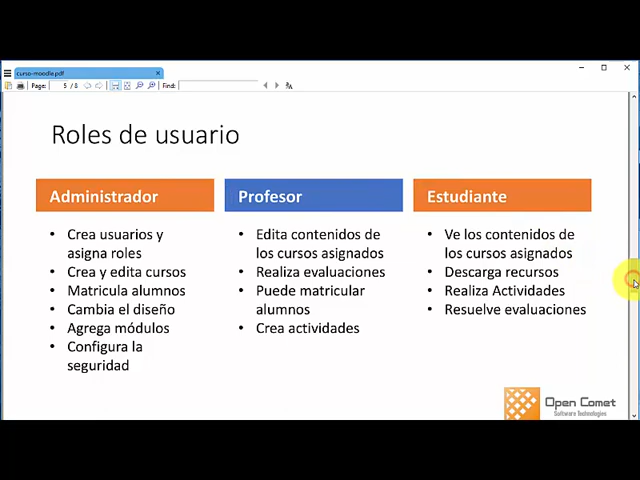 curso-moodle.pdf
Page: 5 / 8 Find:
Roles de usuario
Administrador
• Crea usuarios y
asigna roles
• Crea y edita cursos
• Matricula alumnos
• Cambia el diseño
• Agrega módulos
• Configura la
seguridad
Profesor
• Edita contenidos de
los cursos asignados
• Realiza evaluaciones
• Puede matricular
alumnos
• Crea actividades
Estudiante
• Ve los contenidos de
los cursos asignados
• Descarga recursos
• Realiza Actividades
• Resuelve evaluaciones
Open Comet
Software Technologies